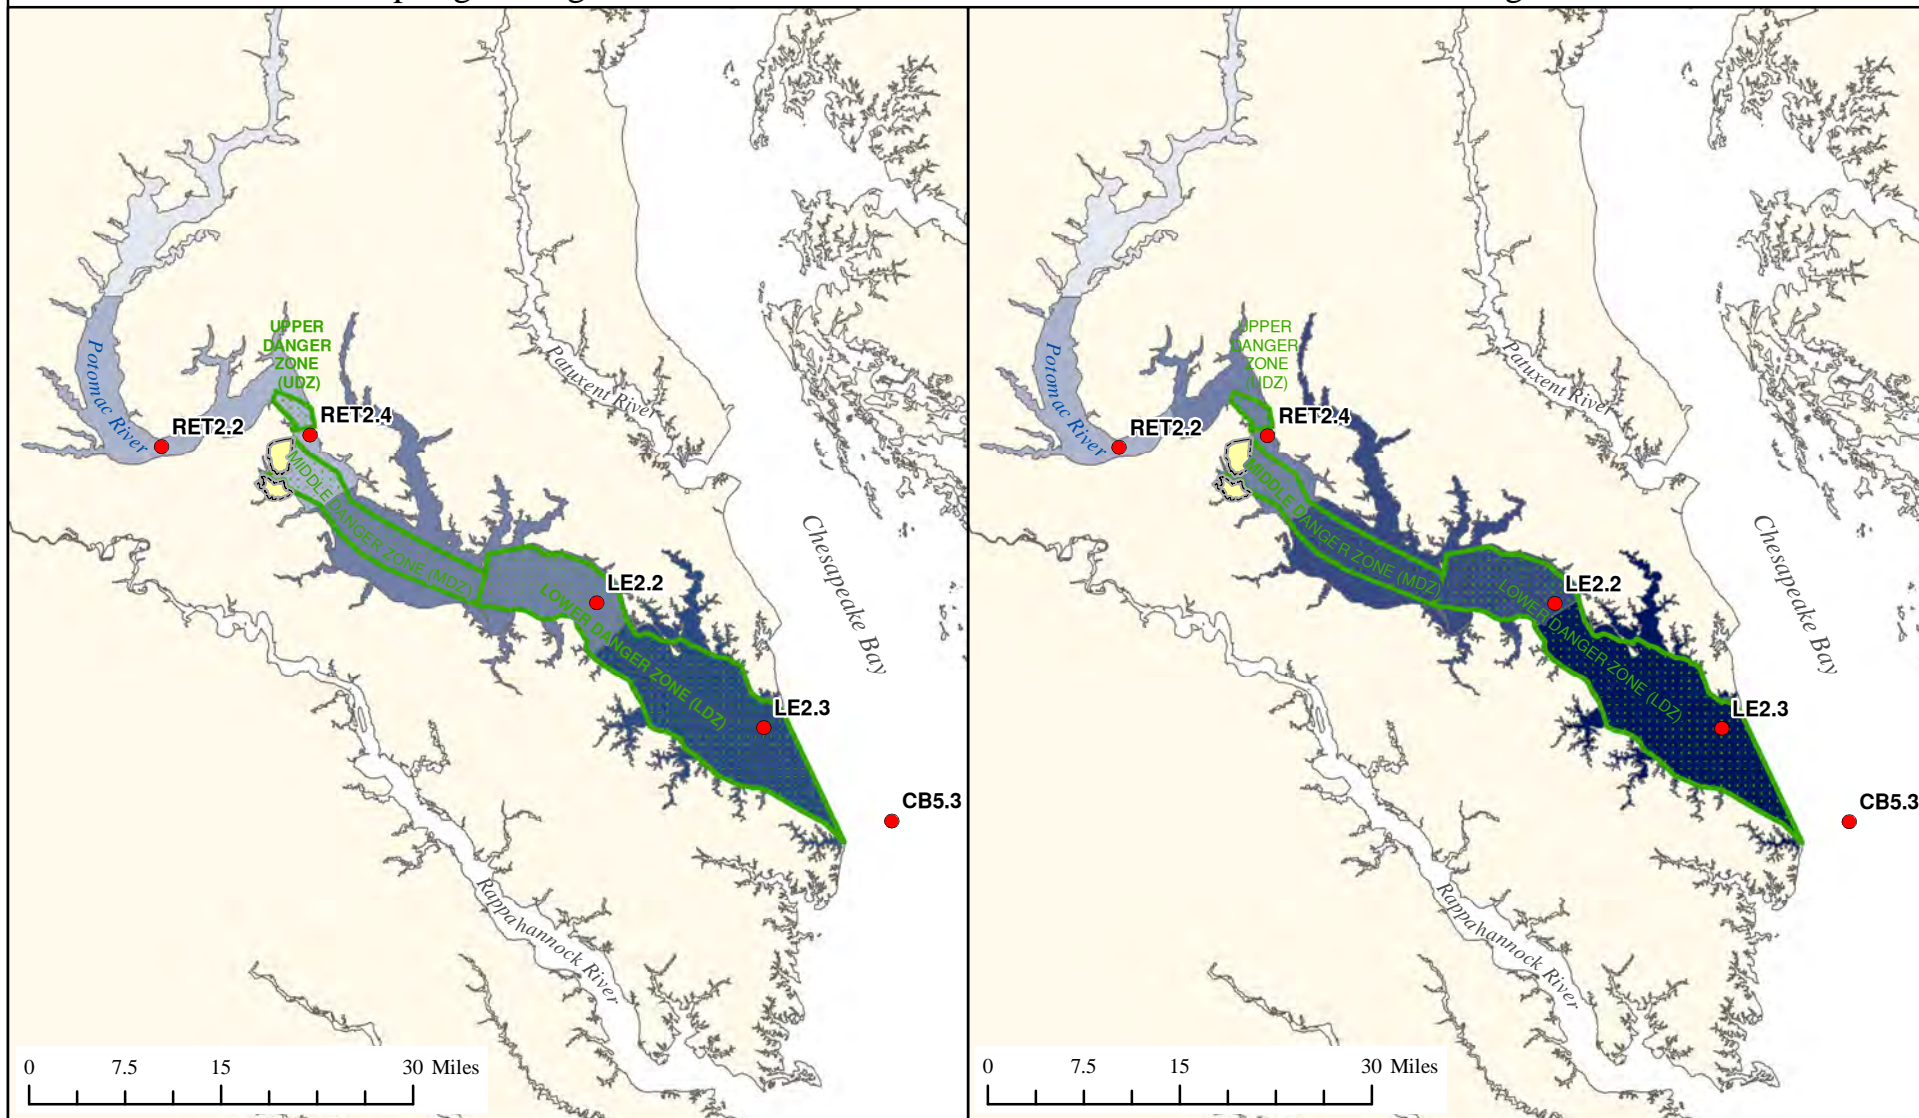 UPPER
DANGER
ZONE
(UDZ)
Potomac River
RET2.2
RET2.4
MIDDLE DANGER ZONE (MDZ)
LOWER DANGER ZONE (LDZ)
LE2.2
LE2.3
CB5.3
Patuxent River
Chesapeake Bay
Rappahannock River
0 7.5 15 30 Miles
UPPER
DANGER
ZONE
(UDZ)
Potomac River
RET2.2
RET2.4
MIDDLE DANGER ZONE (MDZ)
LOWER DANGER ZONE (LDZ)
LE2.2
LE2.3
CB5.3
Patuxent River
Chesapeake Bay
Rappahannock River
0 7.5 15 30 Miles